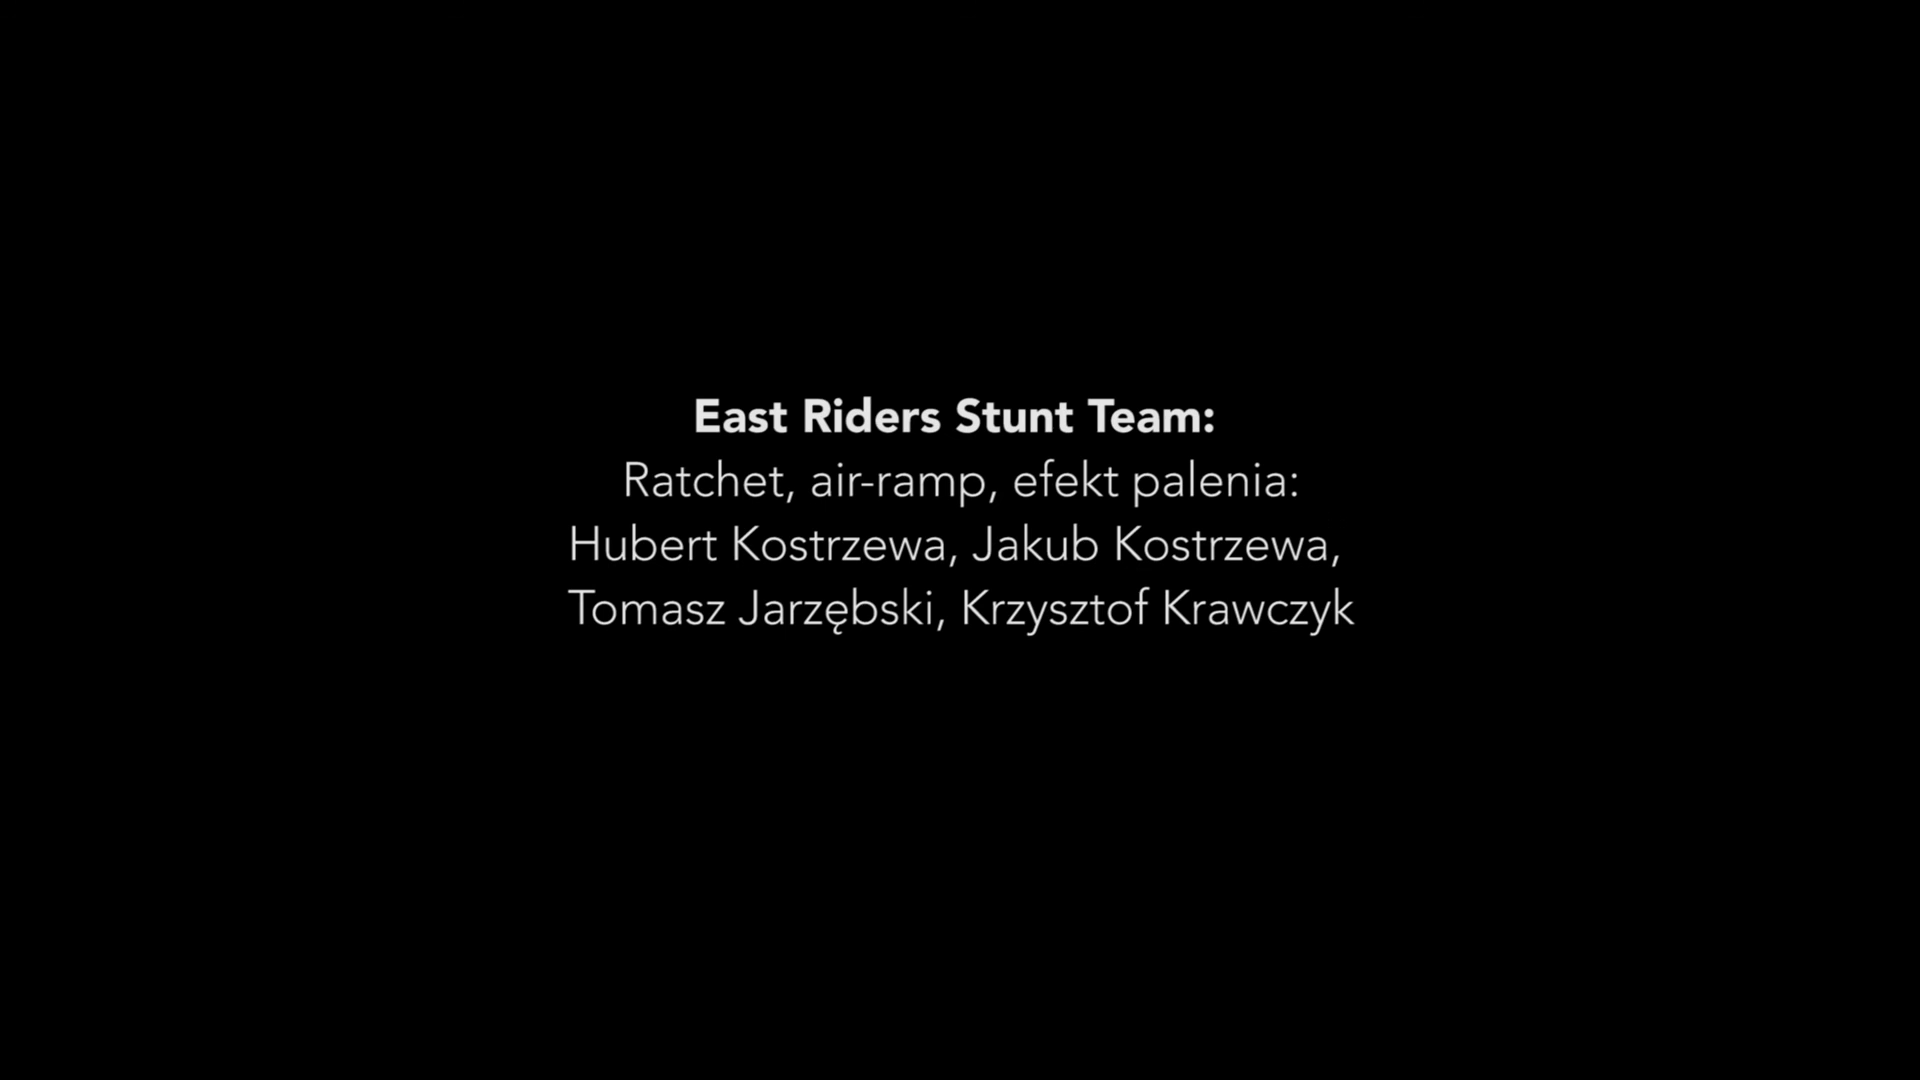 East Riders Stunt Team:
Ratchet, air-ramp, efekt palenia:
Hubert Kostrzewa, Jakub Kostrzewa,
Tomasz Jarzębski, Krzysztof Krawczyk